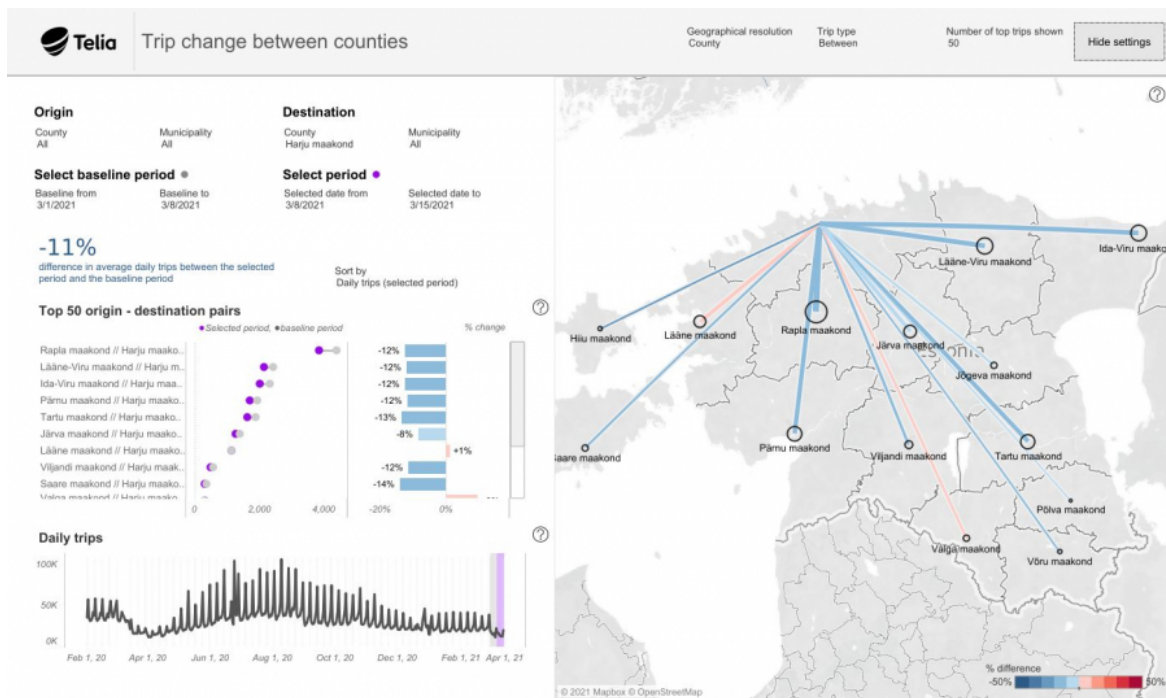 Telia
Trip change between counties
Geographical resolution
County
Trip type
Between
Number of top trips shown
50
Hide settings
Origin
County
All
Municipality
All
Destination
County
Harju maakond
Municipality
All
Select baseline period
Baseline from
3/1/2021
Baseline to
3/8/2021
Select period
Selected date from
3/8/2021
Selected date to
3/15/2021
-11%
difference in average daily trips between the selected
period and the baseline period
Sort by
Daily trips (selected period)
Top 50 origin - destination pairs
?
Selected period, baseline period
% change
Rapla maakond // Harju maako.. -12%
Lääne-Viru maakond // Harju m.. -12%
Ida-Viru maakond // Harju maa.. -12%
Pärnu maakond // Harju maako.. -12%
Tartu maakond // Harju maako.. -13%
Järva maakond // Harju maako.. -8%
Lääne maakond // Harju maako.. +1%
Viljandi maakond // Harju maak.. -12%
Saare maakond // Harju maako.. -14%
Valga maakond // Harju maako
0 2,000 4,000 -20% 0%
Daily trips
?
100K
50K
0K
Feb 1, 20 Apr 1, 20 Jun 1, 20 Aug 1, 20 Oct 1, 20 Dec 1, 20 Feb 1, 21 Apr 1, 21
?
Ida-Viru maako
Lääne-Viru maakond
Hiiu maakond
Lääne maakond
Rapla maakond
Järva maakond
Estonia
Jõgeva maakond
Saare maakond
Pärnu maakond
Viljandi maakond
Tartu maakond
Põlva maakond
Valga maakond
Võru maakond
% difference
-50% 50%
© 2021 Mapbox © OpenStreetMap